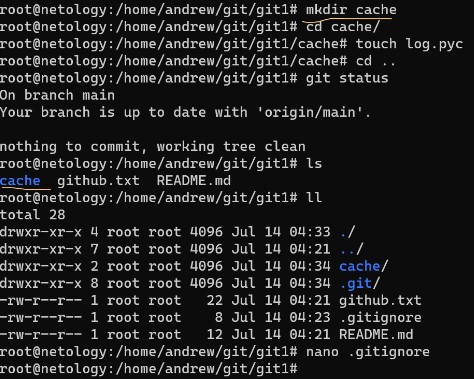 root@netology:/home/andrew/git/git1# mkdir cache
root@netology:/home/andrew/git/git1# cd cache/
root@netology:/home/andrew/git/git1/cache# touch log.pyc
root@netology:/home/andrew/git/git1/cache# cd ..
root@netology:/home/andrew/git/git1# git status
On branch main
Your branch is up to date with 'origin/main'.
nothing to commit, working tree clean
root@netology:/home/andrew/git/git1# ls
cache  github.txt  README.md
root@netology:/home/andrew/git/git1# ll
total 28
drwxr-xr-x 4 root root 4096 Jul 14 04:33 ./
drwxr-xr-x 7 root root 4096 Jul 14 04:21 ../
drwxr-xr-x 2 root root 4096 Jul 14 04:34 cache/
drwxr-xr-x 8 root root 4096 Jul 14 04:34 .git/
-rw-r--r-- 1 root root   22 Jul 14 04:21 github.txt
-rw-r--r-- 1 root root    8 Jul 14 04:23 .gitignore
-rw-r--r-- 1 root root   12 Jul 14 04:21 README.md
root@netology:/home/andrew/git/git1# nano .gitignore
root@netology:/home/andrew/git/git1#